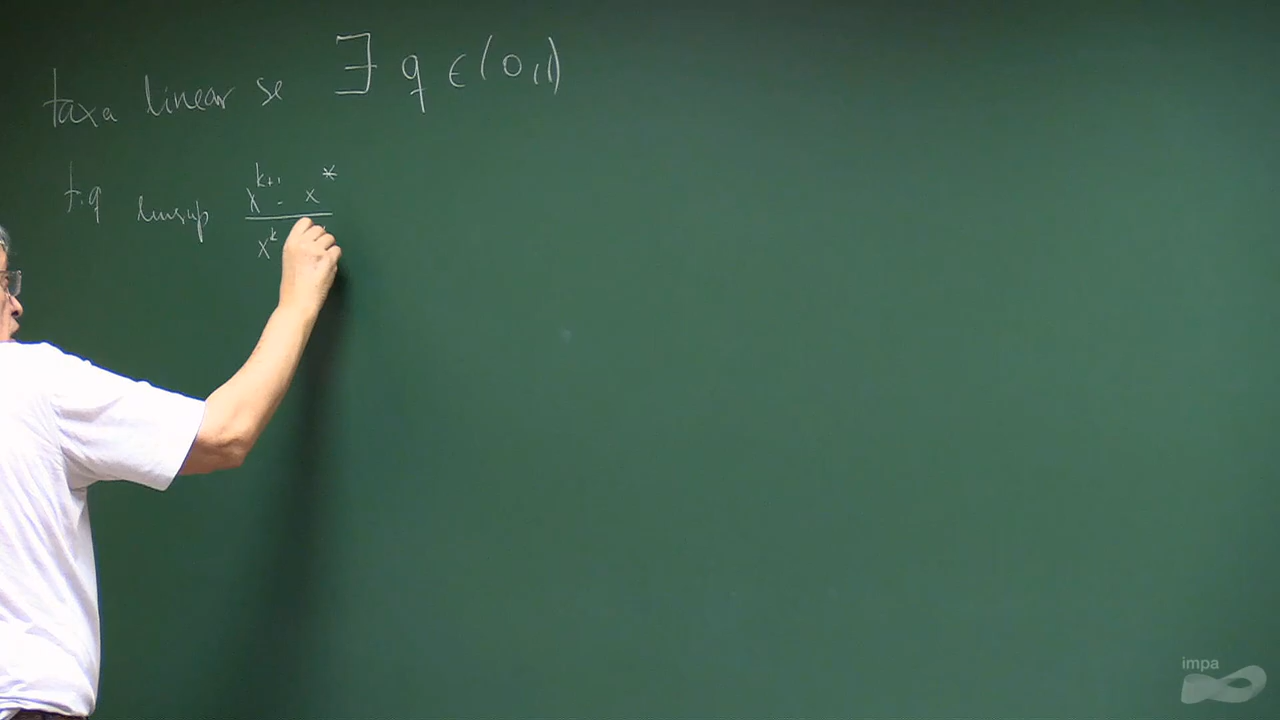 taxa linear se ∃ q ∈ (0,1)
t.q limsup x^{k+1} - x^*
x^k
impa